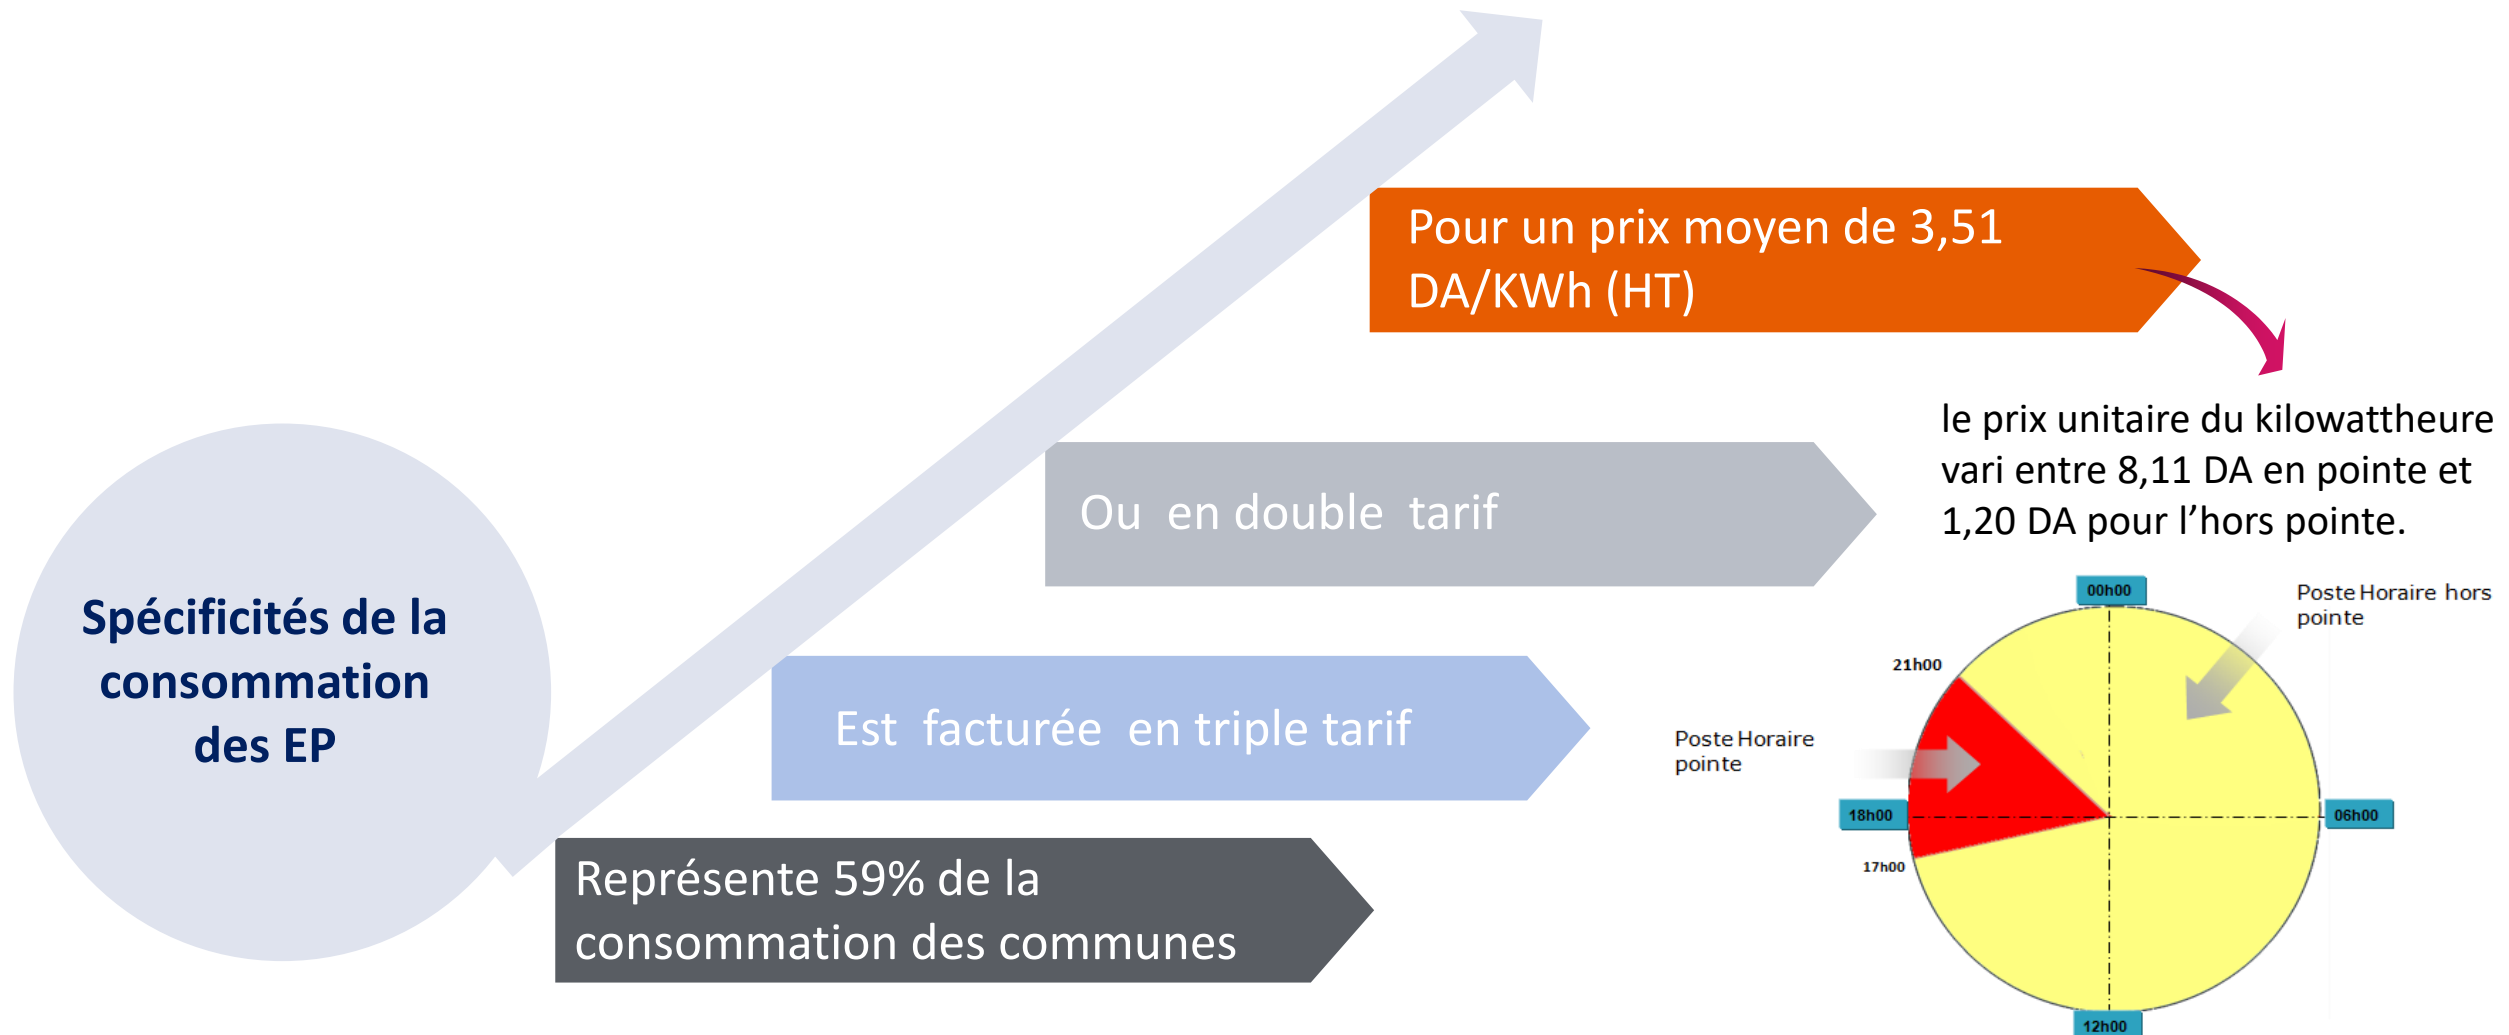 Pour un prix moyen de 3,51
DA/KWh (HT)
le prix unitaire du kilowattheure
vari entre 8,11 DA en pointe et
1,20 DA pour l’hors pointe.
Ou en double tarif
Spécificités de la
consommation
des EP
Est facturée en triple tarif
Représente 59% de la
consommation des communes
00h00
Poste Horaire hors
pointe
21h00
Poste Horaire
pointe
18h00
06h00
17h00
12h00